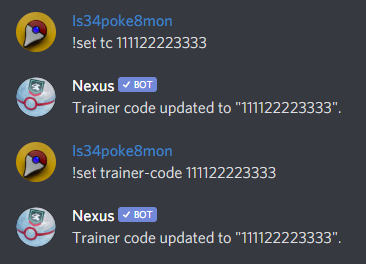 ls34poke8mon
!set tc 111122223333
Nexus ✓ BOT
Trainer code updated to "111122223333".
ls34poke8mon
!set trainer-code 111122223333
Nexus ✓ BOT
Trainer code updated to "111122223333".